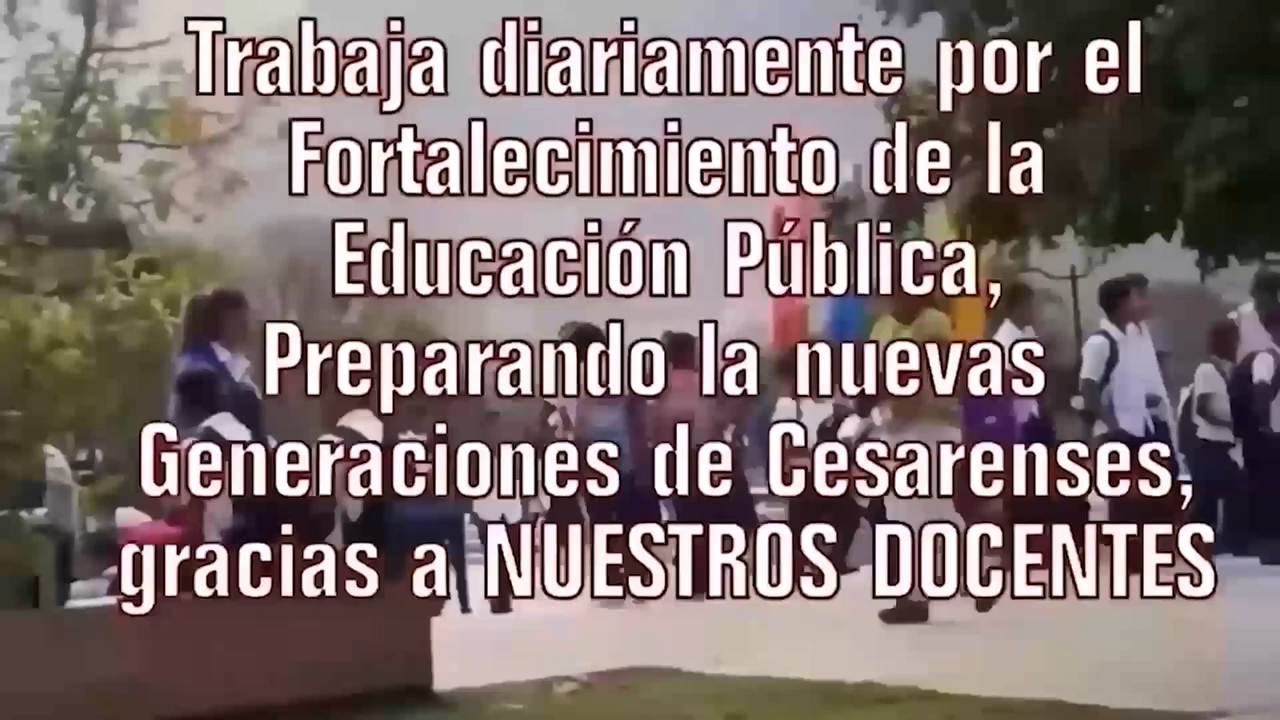 Trabaja diariamente por el
Fortalecimiento de la
Educación Pública,
Preparando la nuevas
Generaciones de Cesarenses,
gracias a NUESTROS DOCENTES